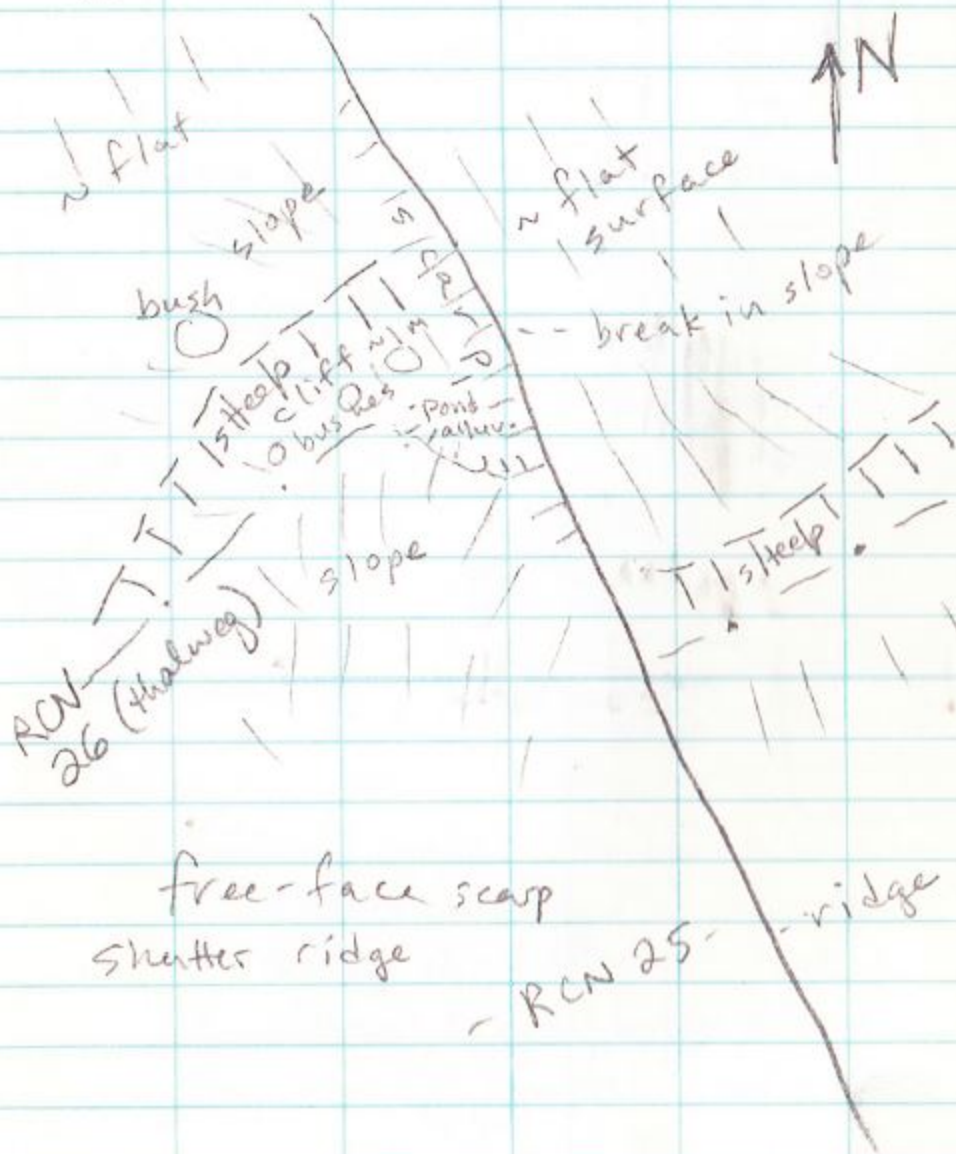 N
~ flat
~ flat
surface
slope
scarp
bush
break in slope
steep
cliff ~1m
bushes
pond
alluv.
steep
slope
RCN
26 (thalweg)
free-face scarp
shutter ridge
RCN 25
ridge